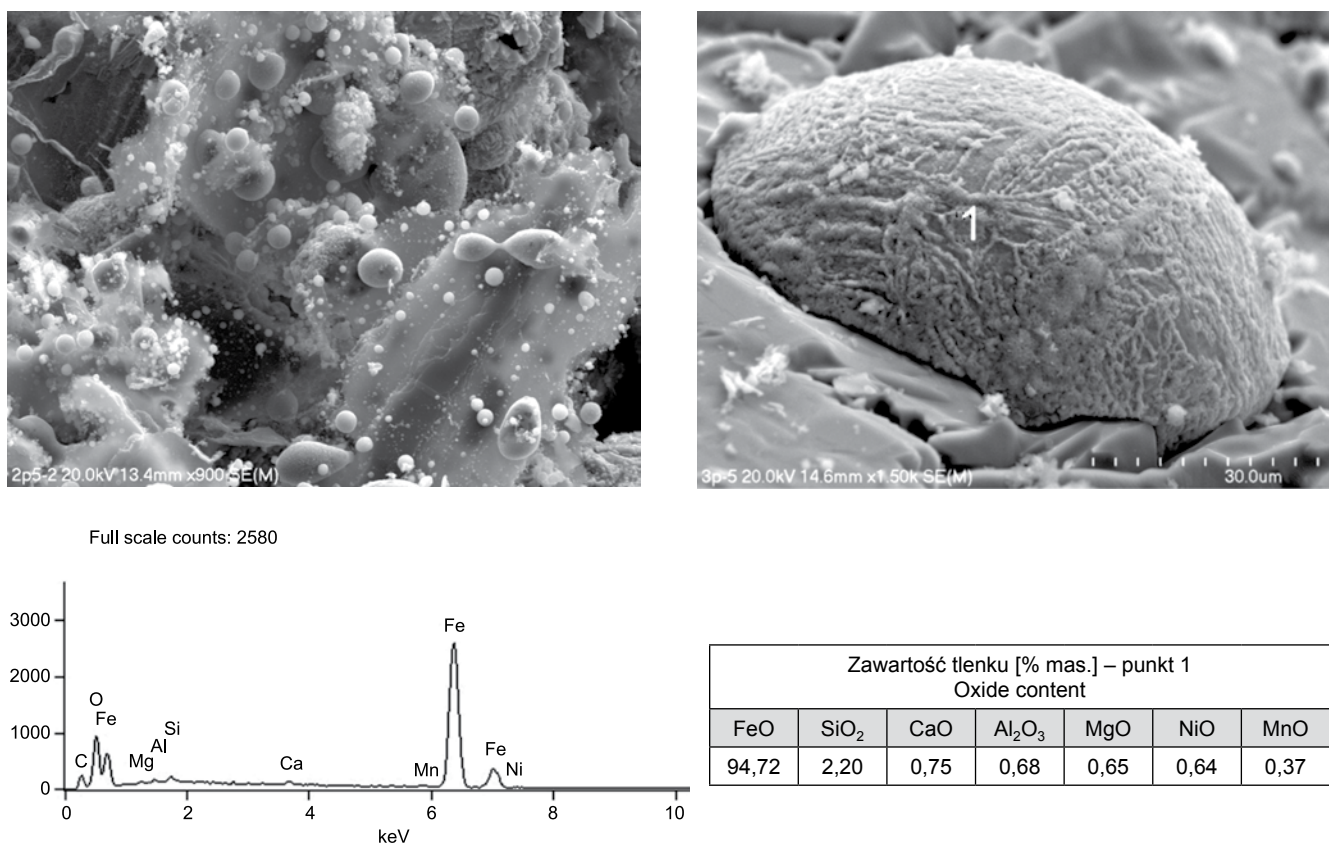 2p5-2 20.0kV 13.4mm x900 SE(M)
1
3p-5 20.0kV 14.6mm x1.50k SE(M)
30.0um
Full scale counts: 2580
3000
2000
1000
0
C
O
Fe
Mg
Al
Si
Ca
Mn
Fe
Fe
Ni
0 2 4 6 8 10
keV
Zawartość tlenku [% mas.] – punkt 1
Oxide content
FeO SiO₂ CaO Al₂O₃ MgO NiO MnO
94,72 2,20 0,75 0,68 0,65 0,64 0,37